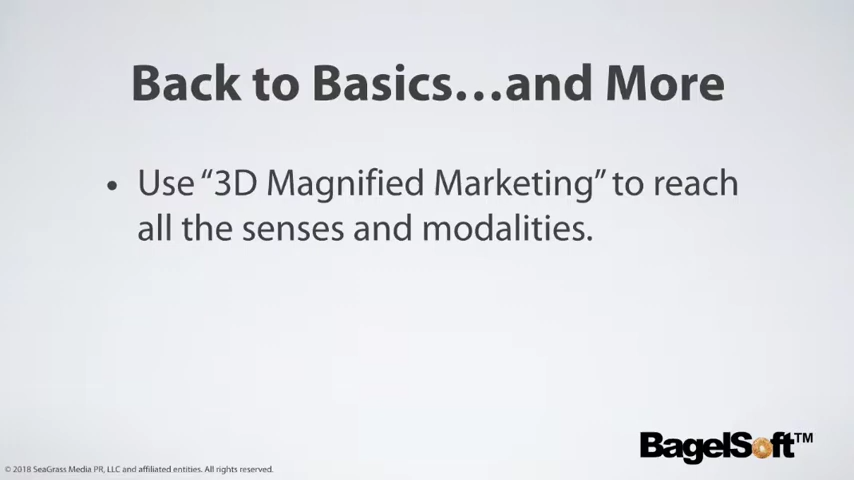 Back to Basics…and More
• Use “3D Magnified Marketing” to reach
all the senses and modalities.
BagelSoft™
© 2018 SeaGrass Media PR, LLC and affiliated entities. All rights reserved.